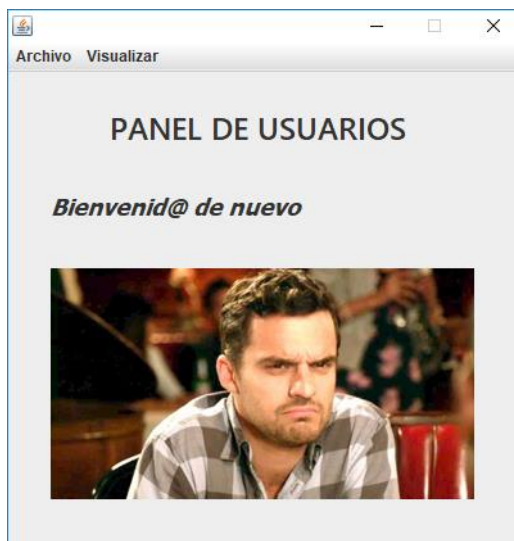 Archivo Visualizar
PANEL DE USUARIOS
Bienvenid@ de nuevo